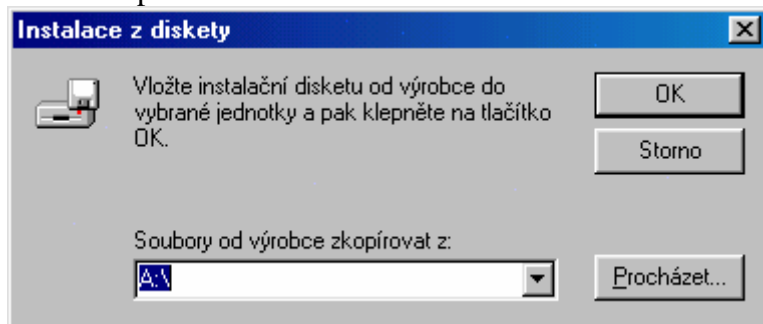 Instalace z diskety
Vložte instalační disketu od výrobce do
vybrané jednotky a pak klepněte na tlačítko
OK.
OK
Storno
Soubory od výrobce zkopírovat z:
A:\
Procházet...